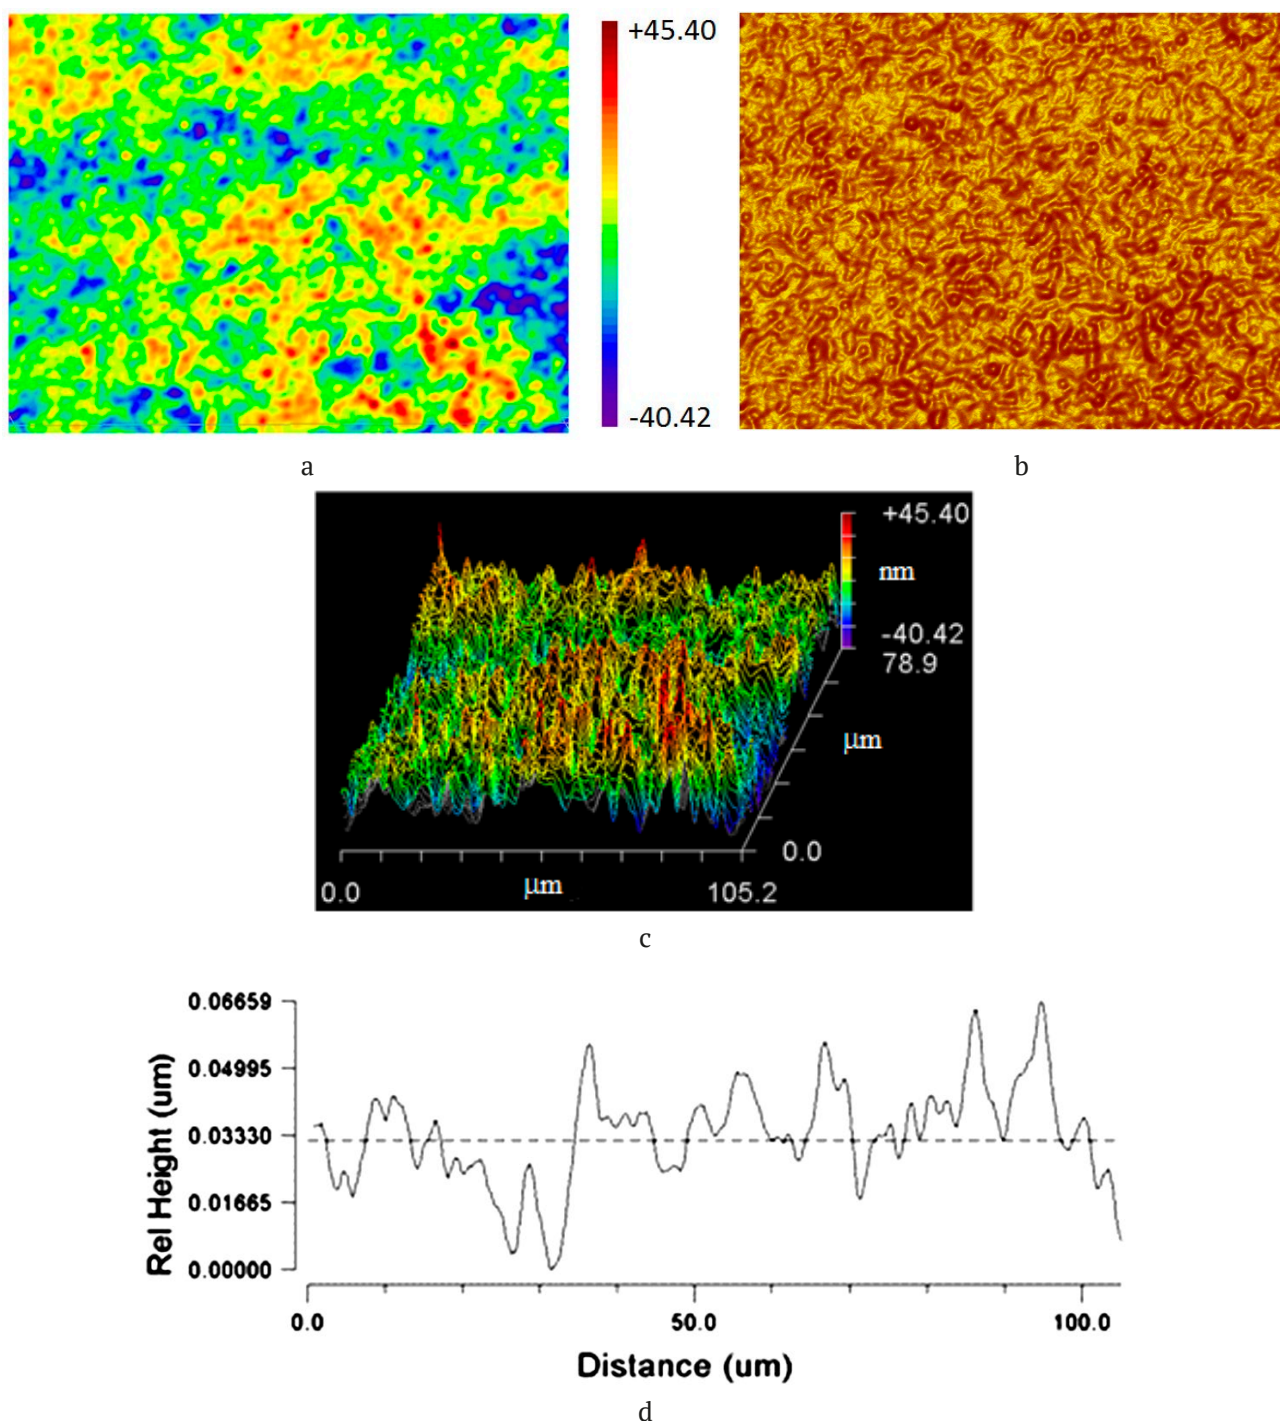 +45.40
-40.42
a
b
+45.40
nm
-40.42
78.9
μm
0.0
0.0
μm
105.2
c
0.06659
0.04995
0.03330
0.01665
0.00000
Rel Height (um)
0.0
50.0
100.0
Distance (um)
d